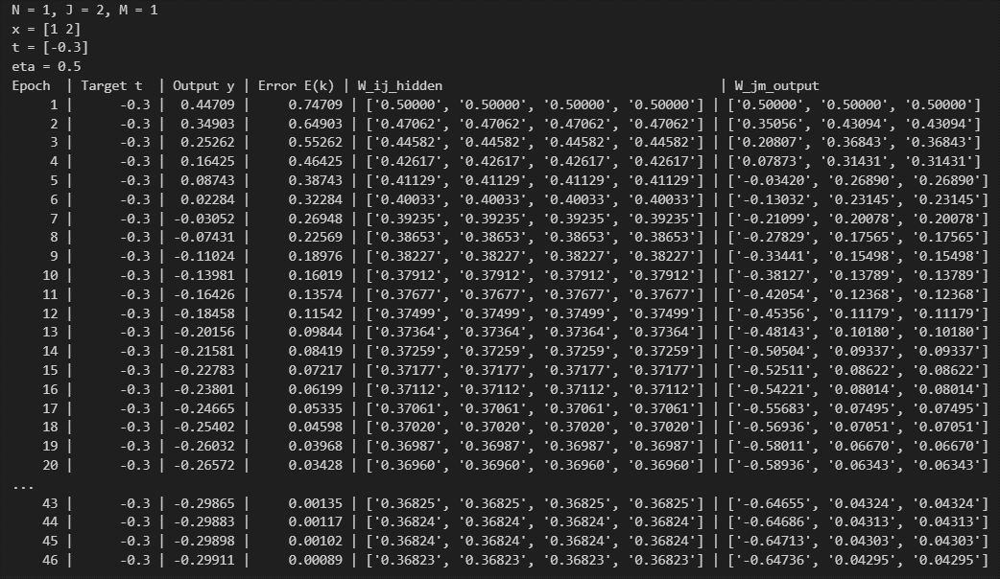 N = 1, J = 2, M = 1
x = [1 2]
t = [-0.3]
eta = 0.5
Epoch | Target t | Output y | Error E(k) | W_ij_hidden | W_jm_output
1 | -0.3 | 0.44709 | 0.74709 | ['0.50000', '0.50000', '0.50000', '0.50000'] | ['0.50000', '0.50000', '0.50000']
2 | -0.3 | 0.34903 | 0.64903 | ['0.47062', '0.47062', '0.47062', '0.47062'] | ['0.35056', '0.43094', '0.43094']
3 | -0.3 | 0.25262 | 0.55262 | ['0.44582', '0.44582', '0.44582', '0.44582'] | ['0.20807', '0.36843', '0.36843']
4 | -0.3 | 0.16425 | 0.46425 | ['0.42617', '0.42617', '0.42617', '0.42617'] | ['0.07873', '0.31431', '0.31431']
5 | -0.3 | 0.08743 | 0.38743 | ['0.41129', '0.41129', '0.41129', '0.41129'] | ['-0.03420', '0.26890', '0.26890']
6 | -0.3 | 0.02284 | 0.32284 | ['0.40033', '0.40033', '0.40033', '0.40033'] | ['-0.13032', '0.23145', '0.23145']
7 | -0.3 | -0.03052 | 0.26948 | ['0.39235', '0.39235', '0.39235', '0.39235'] | ['-0.21099', '0.20078', '0.20078']
8 | -0.3 | -0.07431 | 0.22569 | ['0.38653', '0.38653', '0.38653', '0.38653'] | ['-0.27829', '0.17565', '0.17565']
9 | -0.3 | -0.11024 | 0.18976 | ['0.38227', '0.38227', '0.38227', '0.38227'] | ['-0.33441', '0.15498', '0.15498']
10 | -0.3 | -0.13981 | 0.16019 | ['0.37912', '0.37912', '0.37912', '0.37912'] | ['-0.38127', '0.13789', '0.13789']
11 | -0.3 | -0.16426 | 0.13574 | ['0.37677', '0.37677', '0.37677', '0.37677'] | ['-0.42054', '0.12368', '0.12368']
12 | -0.3 | -0.18458 | 0.11542 | ['0.37499', '0.37499', '0.37499', '0.37499'] | ['-0.45356', '0.11179', '0.11179']
13 | -0.3 | -0.20156 | 0.09844 | ['0.37364', '0.37364', '0.37364', '0.37364'] | ['-0.48143', '0.10180', '0.10180']
14 | -0.3 | -0.21581 | 0.08419 | ['0.37259', '0.37259', '0.37259', '0.37259'] | ['-0.50504', '0.09337', '0.09337']
15 | -0.3 | -0.22783 | 0.07217 | ['0.37177', '0.37177', '0.37177', '0.37177'] | ['-0.52511', '0.08622', '0.08622']
16 | -0.3 | -0.23801 | 0.06199 | ['0.37112', '0.37112', '0.37112', '0.37112'] | ['-0.54221', '0.08014', '0.08014']
17 | -0.3 | -0.24665 | 0.05335 | ['0.37061', '0.37061', '0.37061', '0.37061'] | ['-0.55683', '0.07495', '0.07495']
18 | -0.3 | -0.25402 | 0.04598 | ['0.37020', '0.37020', '0.37020', '0.37020'] | ['-0.56936', '0.07051', '0.07051']
19 | -0.3 | -0.26032 | 0.03968 | ['0.36987', '0.36987', '0.36987', '0.36987'] | ['-0.58011', '0.06670', '0.06670']
20 | -0.3 | -0.26572 | 0.03428 | ['0.36960', '0.36960', '0.36960', '0.36960'] | ['-0.58936', '0.06343', '0.06343']
...
43 | -0.3 | -0.29865 | 0.00135 | ['0.36825', '0.36825', '0.36825', '0.36825'] | ['-0.64655', '0.04324', '0.04324']
44 | -0.3 | -0.29883 | 0.00117 | ['0.36824', '0.36824', '0.36824', '0.36824'] | ['-0.64686', '0.04313', '0.04313']
45 | -0.3 | -0.29898 | 0.00102 | ['0.36824', '0.36824', '0.36824', '0.36824'] | ['-0.64713', '0.04303', '0.04303']
46 | -0.3 | -0.29911 | 0.00089 | ['0.36823', '0.36823', '0.36823', '0.36823'] | ['-0.64736', '0.04295', '0.04295']